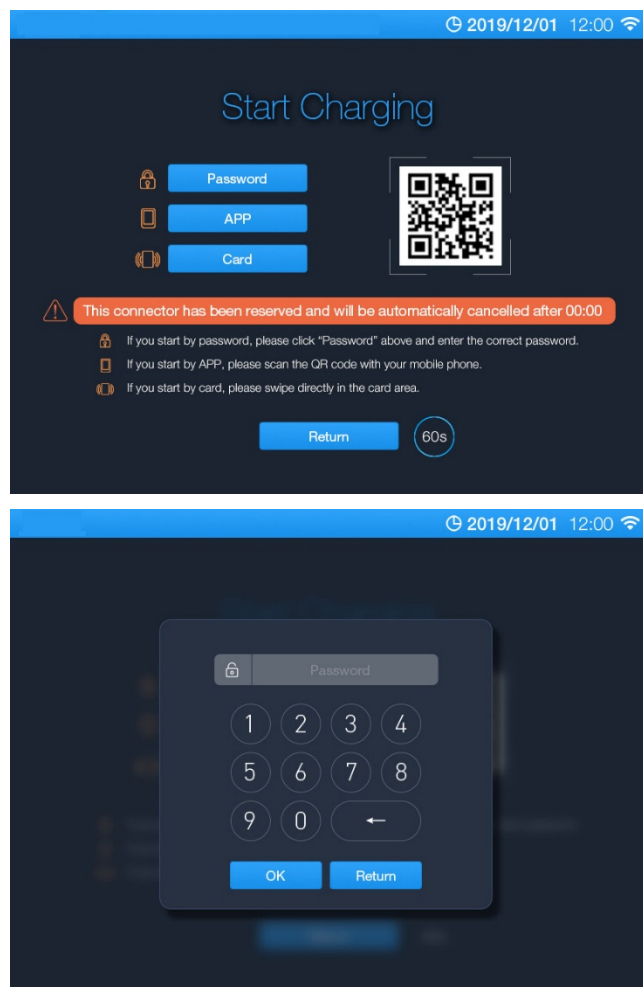 2019/12/01 12:00
Start Charging
Password
APP
Card
This connector has been reserved and will be automatically cancelled after 00:00
If you start by password, please click “Password” above and enter the correct password.
If you start by APP, please scan the QR code with your mobile phone.
If you start by card, please swipe directly in the card area.
Return 60s
2019/12/01 12:00
Password
1 2 3 4
5 6 7 8
9 0 ←
OK Return